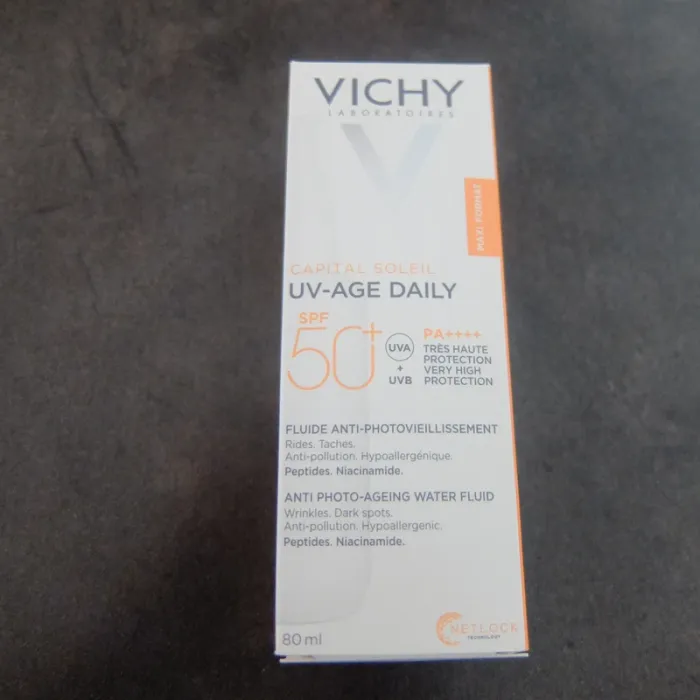 VICHY
LABORATOIRES
MAXI FORMAT
CAPITAL SOLEIL
UV-AGE DAILY
SPF
50+
UVA
+
UVB
PA++++
TRÈS HAUTE
PROTECTION
VERY HIGH
PROTECTION
FLUIDE ANTI-PHOTOVIEILLISSEMENT
Rides. Taches.
Anti-pollution. Hypoallergénique.
Peptides. Niacinamide.
ANTI PHOTO-AGEING WATER FLUID
Wrinkles. Dark spots.
Anti-pollution. Hypoallergenic.
Peptides. Niacinamide.
80 ml
NETLOCK
TECHNOLOGY